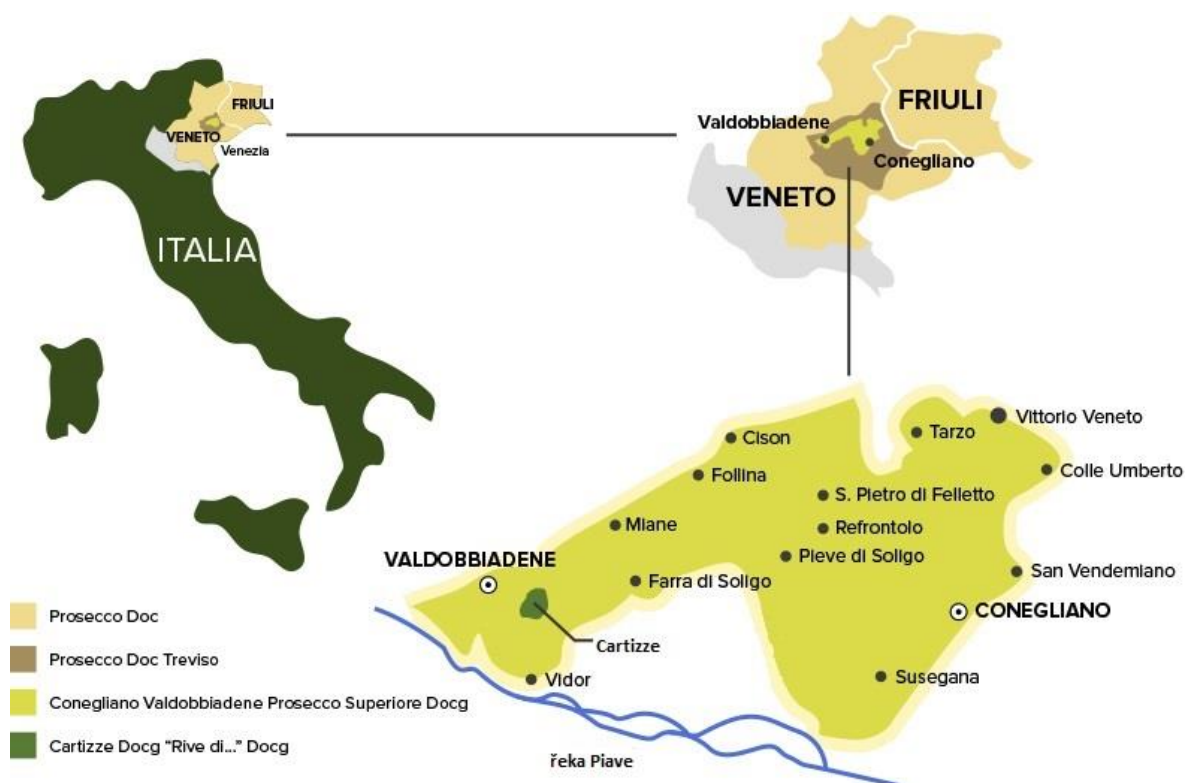 FRIULI
VENETO
Venezia
ITALIA
FRIULI
Valdobbiadene
Conegliano
VENETO
Vittorio Veneto
Cison
Tarzo
Colle Umberto
Follina
S. Pietro di Felletto
Miane
Refrontolo
VALDOBBIADENE
Pieve di Soligo
Farra di Soligo
San Vendemiano
CONEGLIANO
Cartizze
Vidor
Susegana
řeka Piave
Prosecco Doc
Prosecco Doc Treviso
Conegliano Valdobbiadene Prosecco Superiore Docg
Cartizze Docg "Rive di..." Docg